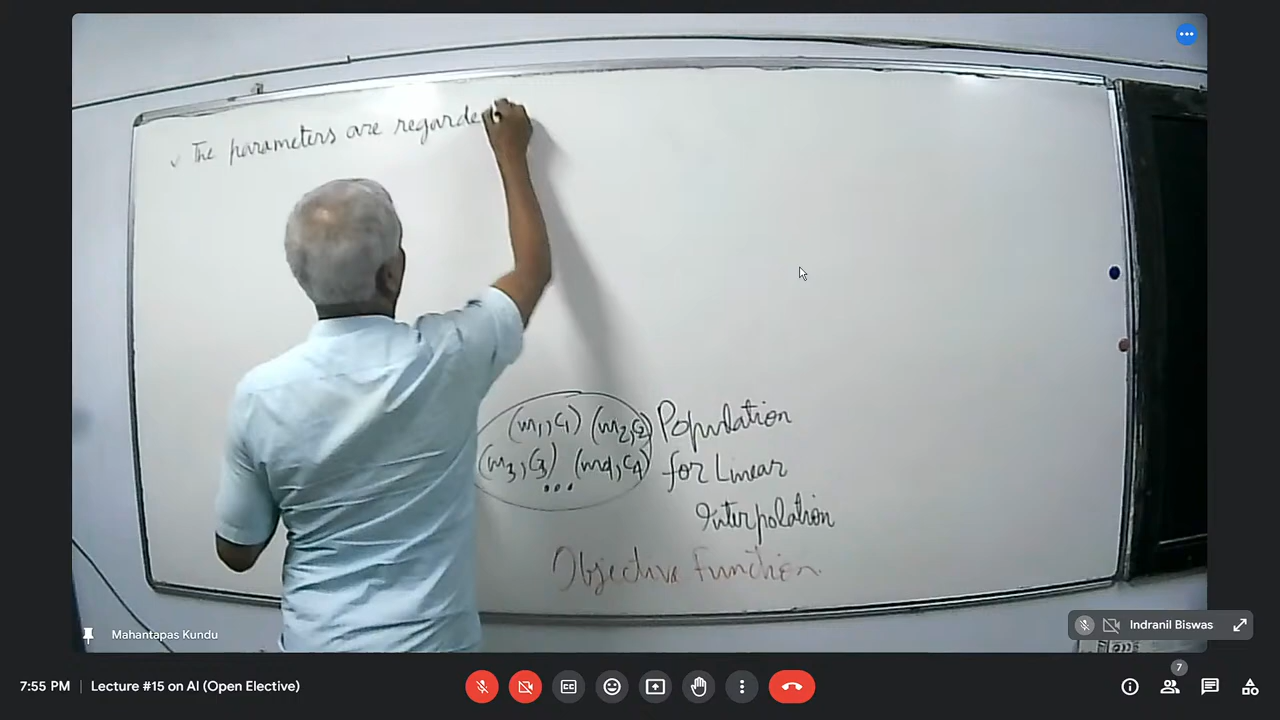 ✓ The parameters are regarde
(m1, C1) (m2, C2) Population
(m3, C3) (m4, C4) for Linear
... Interpolation
Objective Function.
Mahantapas Kundu
Indranil Biswas
7:55 PM | Lecture #15 on AI (Open Elective)
7